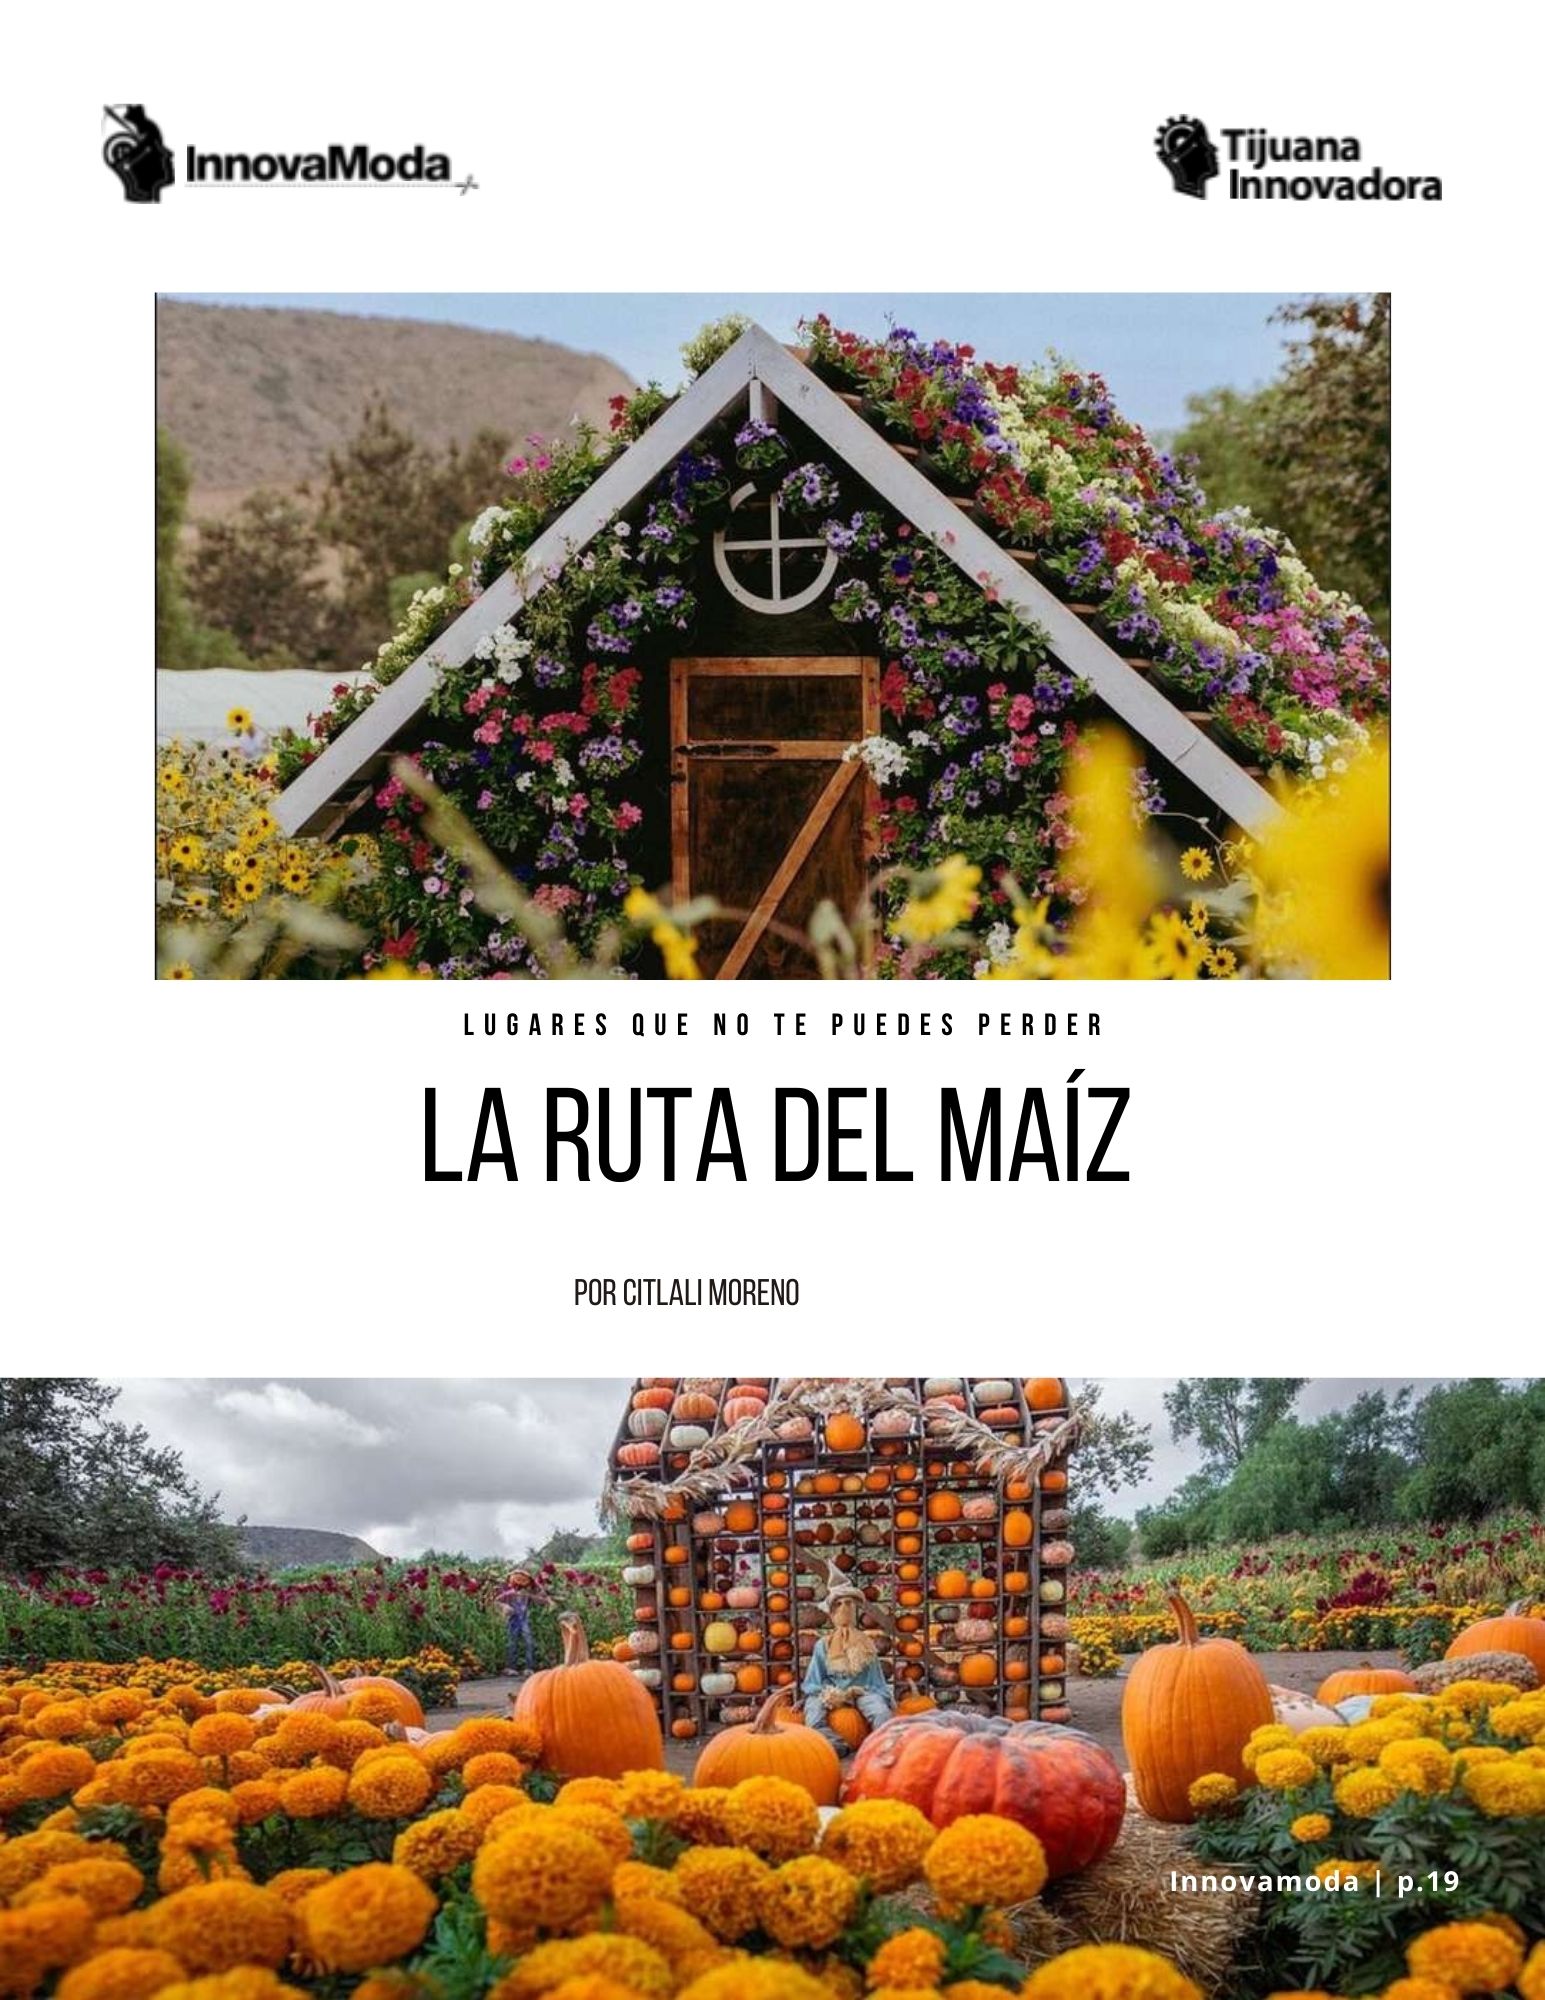 InnovaModa
Tijuana
Innovadora
LUGARES QUE NO TE PUEDES PERDER
LA RUTA DEL MAÍZ
POR CITLALI MORENO
Innovamoda | p.19